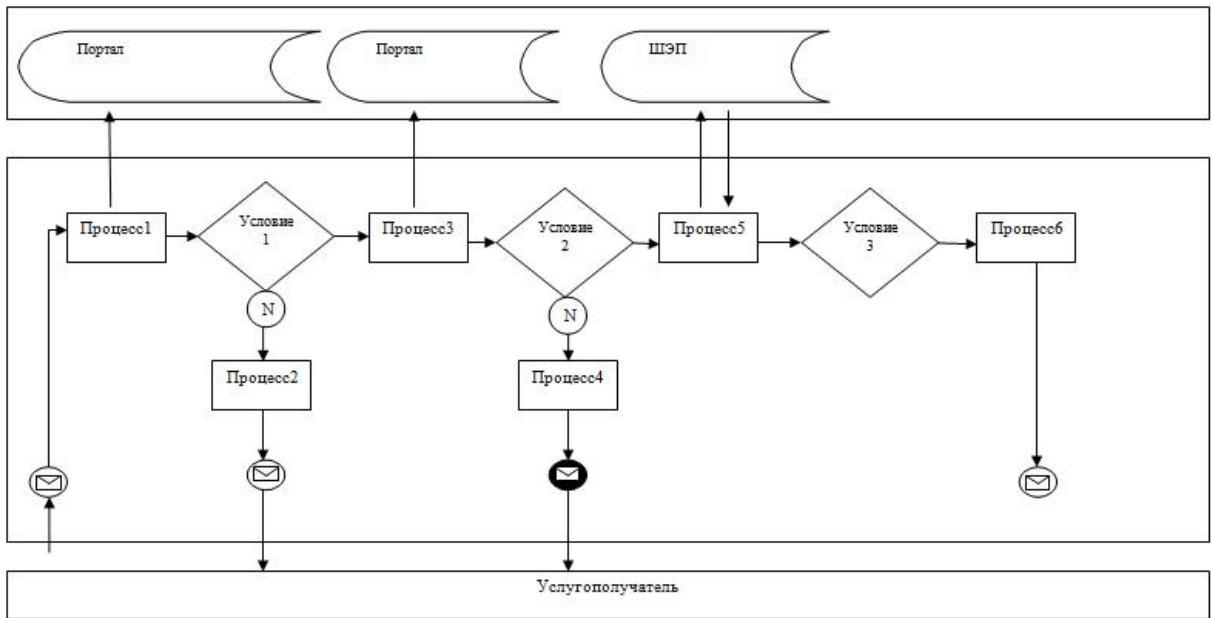 Портал
Портал
ШЭП
Процесс1
Условие
1
Процесс3
Условие
2
Процесс5
Условие
3
Процесс6
N
N
Процесс2
Процесс4
Услугополучатель